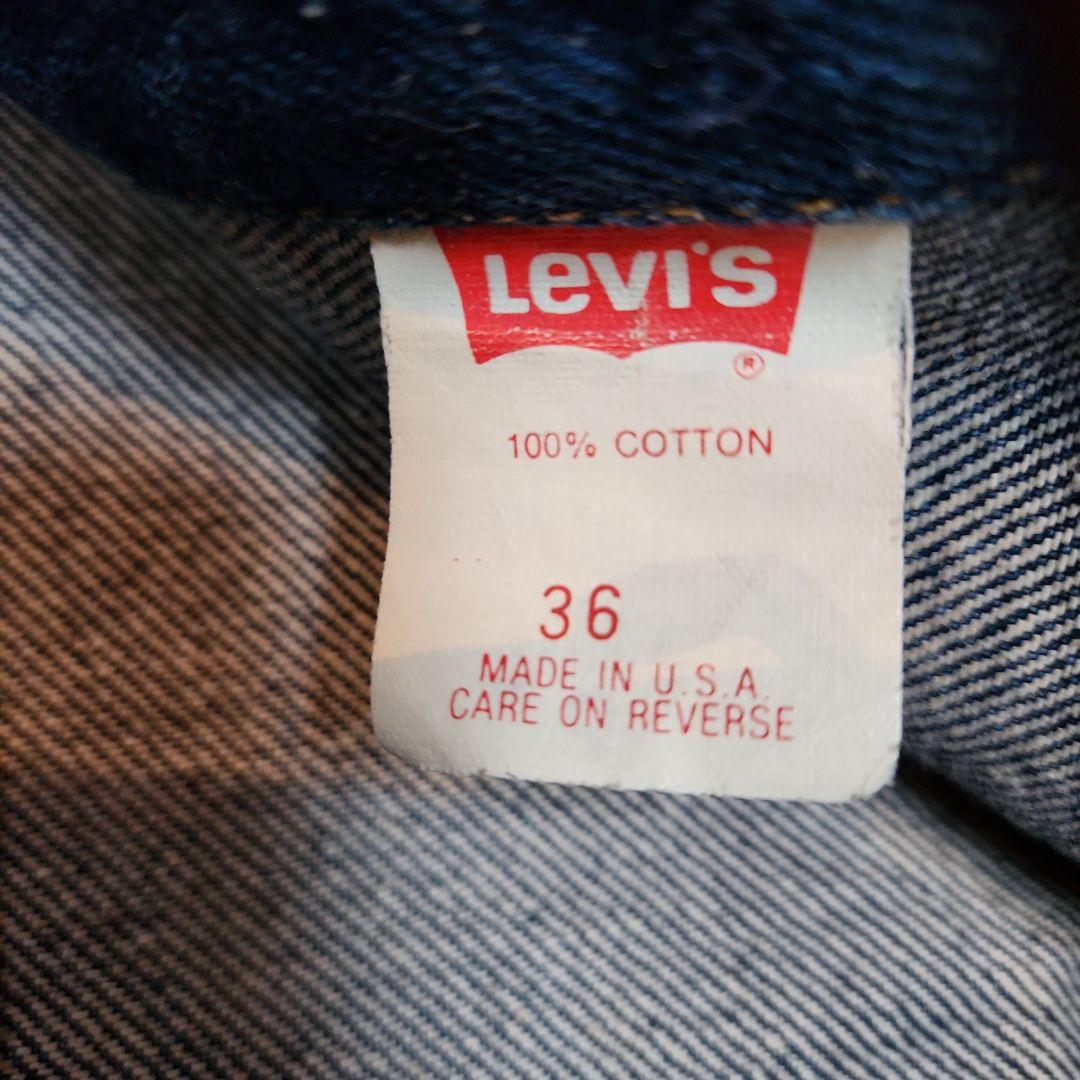 Levi's
®
100% COTTON
36
MADE IN U.S.A.
CARE ON REVERSE